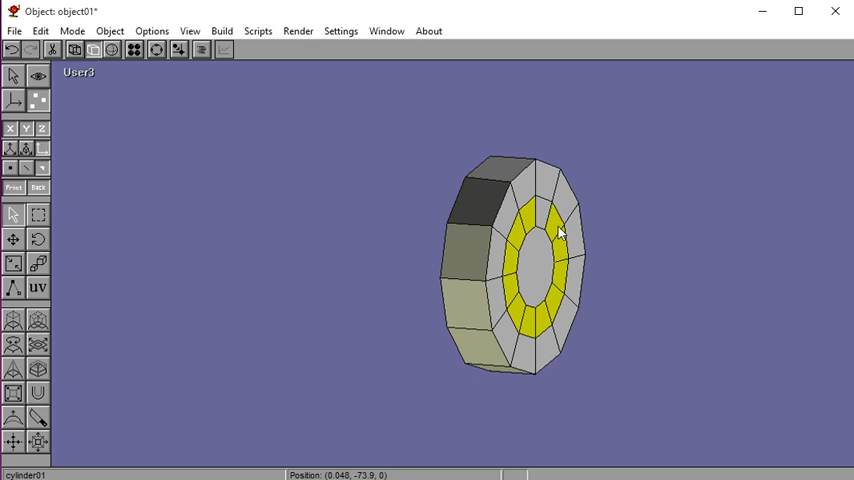 Object: object01*
File Edit Mode Object Options View Build Scripts Render Settings Window About
User3
X Y Z
Front Back
uv
cylinder01 Position: (0.048, -73.9, 0)